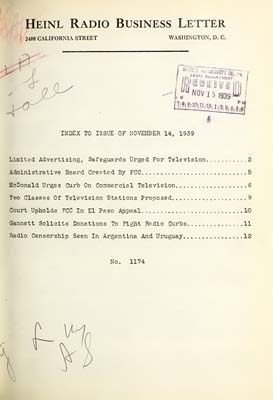 HEINL RADIO BUSINESS LETTER
2400 CALIFORNIA STREET WASHINGTON, D. C.
RECEIVED
NOV 15 1939
INDEX TO ISSUE OF NOVEMBER 14, 1939
Limited Advertising, Safeguards Urged For Television..........2
Administrative Board Created By FCC..........................5
McDonald Urges Curb On Commercial Television.................6
Two Classes Of Television Stations Proposed..................9
Court Upholds FCC In El Paso Appeal.........................10
Gannett Solicits Donations To Fight Radio Curbs.............11
Radio Censorship Seen In Argentina And Uruguay..............12
No. 1174